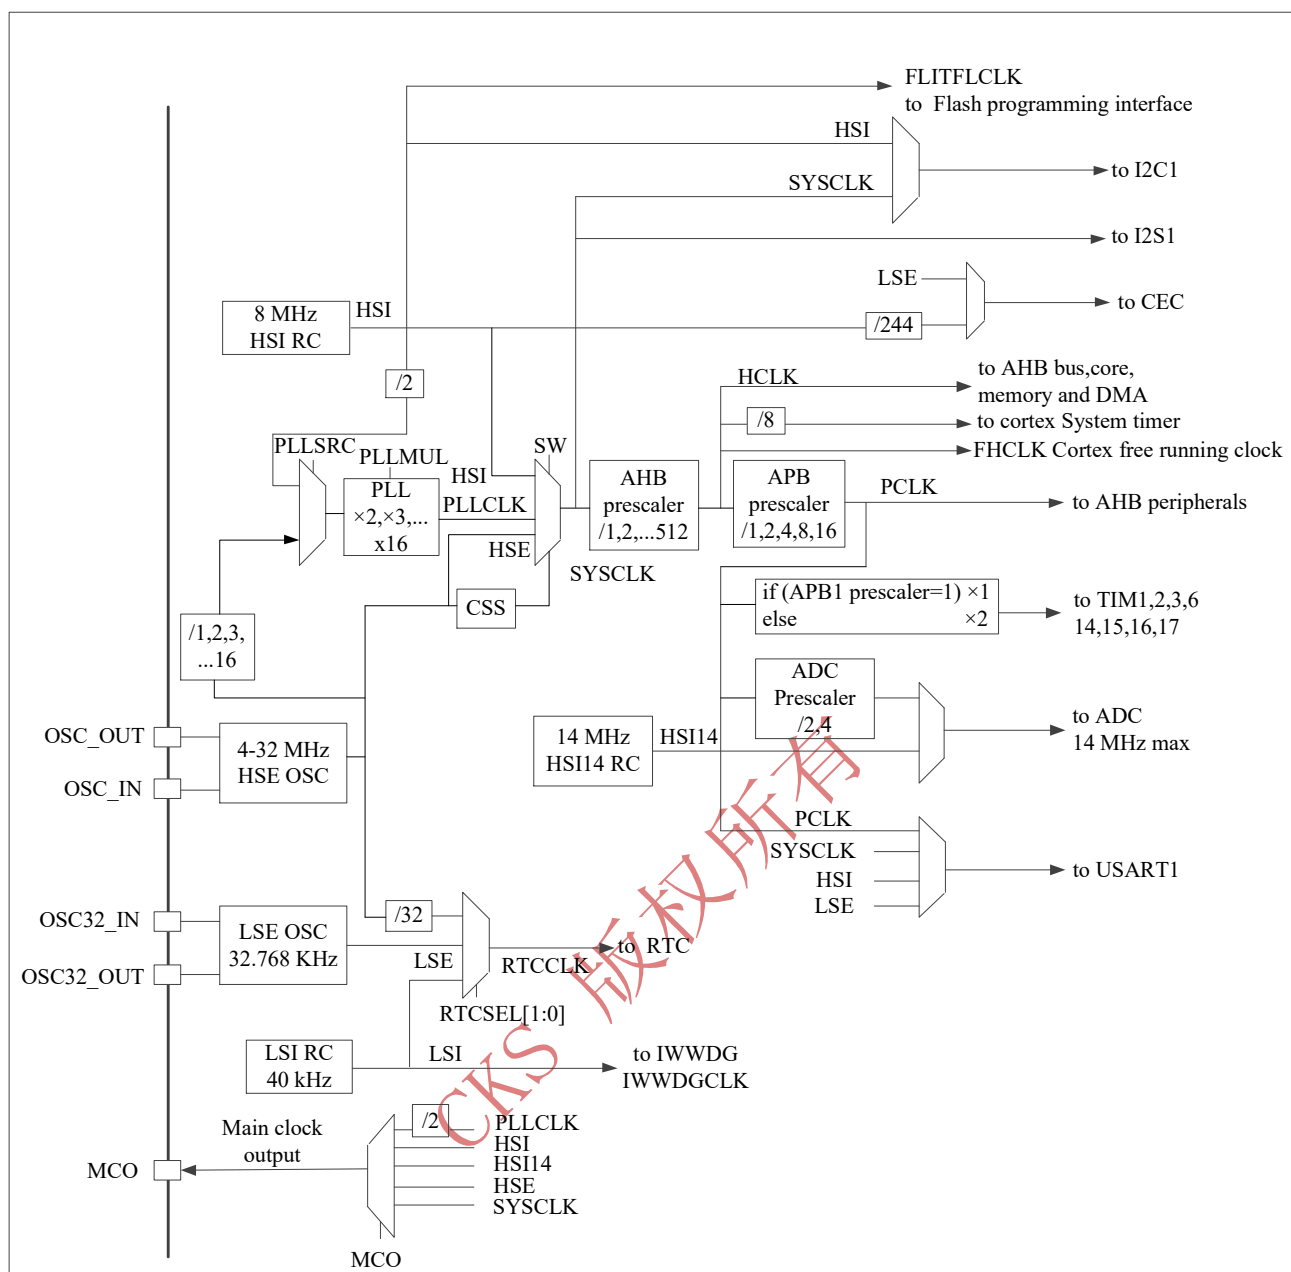 FLITFLCLK
to Flash programming interface
HSI
to I2C1
SYSCLK
to I2S1
LSE
to CEC
8 MHz
HSI RC
HSI
/244
/2
HCLK
to AHB bus,core,
memory and DMA
/8
to cortex System timer
FHCLK Cortex free running clock
PLLSRC
PLLMUL
SW
HSI
PLL
×2,×3,...
x16
PLLCLK
HSE
AHB
prescaler
/1,2,...512
APB
prescaler
/1,2,4,8,16
PCLK
to AHB peripherals
SYSCLK
CSS
if (APB1 prescaler=1) ×1
else ×2
to TIM1,2,3,6
14,15,16,17
/1,2,3,
...16
ADC
Prescaler
/2,4
to ADC
14 MHz max
OSC_OUT
OSC_IN
4-32 MHz
HSE OSC
14 MHz
HSI14 RC
HSI14
PCLK
SYSCLK
HSI
LSE
to USART1
OSC32_IN
OSC32_OUT
LSE OSC
32.768 KHz
/32
LSE
RTCCLK
to RTC
RTCSEL[1:0]
LSI RC
40 kHz
LSI
to IWWDG
IWWDGCLK
/2
PLLCLK
HSI
HSI14
HSE
SYSCLK
Main clock
output
MCO
MCO
CKS 版权所有